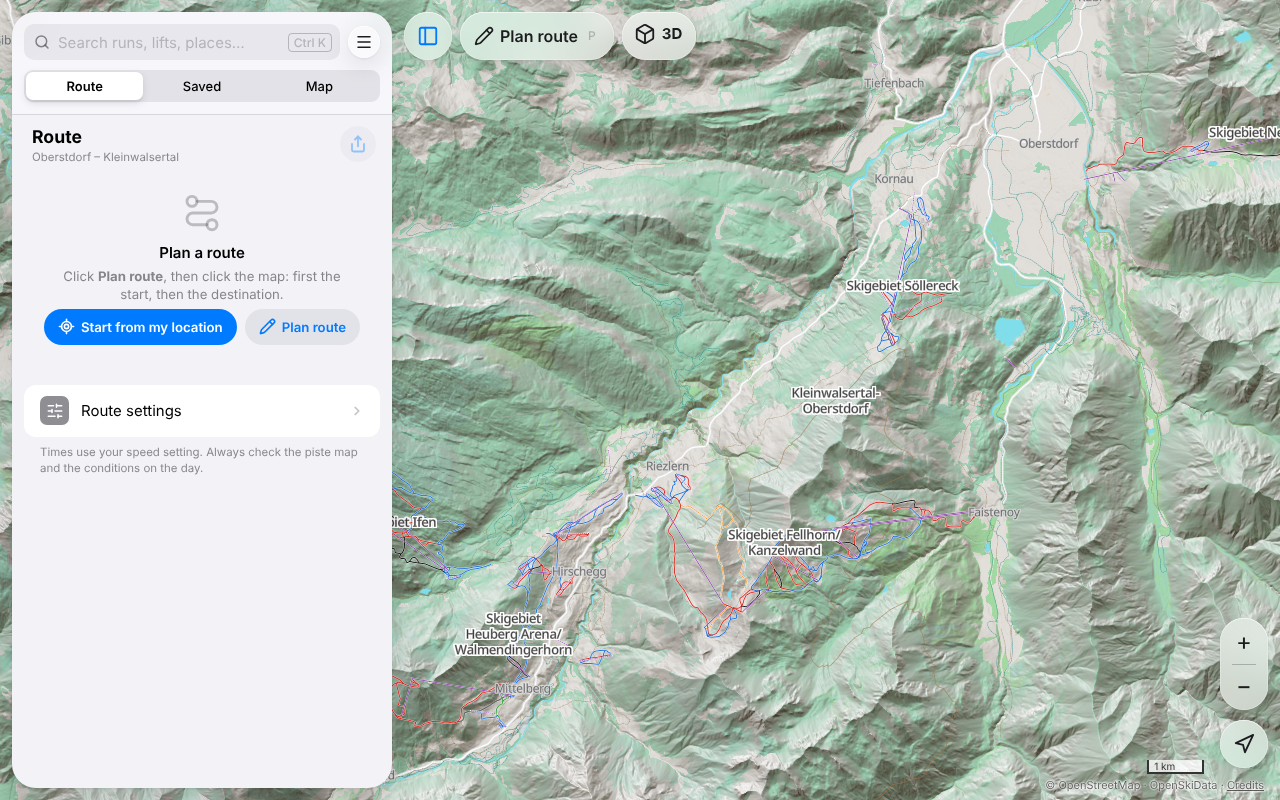 Search runs, lifts, places...
Ctrl K
Route
Saved
Map
Route
Oberstdorf – Kleinwalsertal
Plan a route
Click Plan route, then click the map: first the
start, then the destination.
Start from my location
Plan route
Route settings
Times use your speed setting. Always check the piste map
and the conditions on the day.
Plan route P
3D
Tiefenbach
Oberstdorf
Skigebiet Ne
Kornau
Skigebiet Söllereck
Kleinwalsertal-
Oberstdorf
Riezlern
iet Ifen
Faistenoy
Skigebiet Fellhorn/
Kanzelwand
Hirschegg
Skigebiet
Heuberg Arena/
Walmendingerhorn
Mittelberg
1 km
© OpenStreetMap · OpenSkiData · Credits